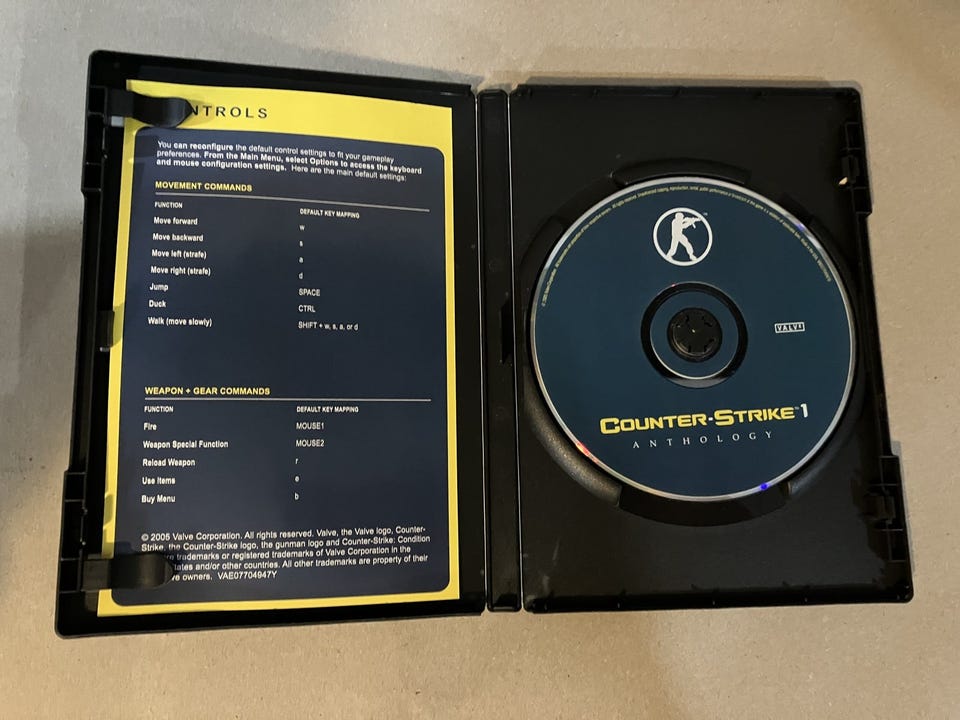 NTROLS
You can reconfigure the default control settings to fit your gameplay
preferences. From the Main Menu, select Options to access the keyboard
and mouse configuration settings. Here are the main default settings:
MOVEMENT COMMANDS
FUNCTION DEFAULT KEY MAPPING
Move forward w
Move backward s
Move left (strafe) a
Move right (strafe) d
Jump SPACE
Duck CTRL
Walk (move slowly) SHIFT + w, s, a, or d
WEAPON + GEAR COMMANDS
FUNCTION DEFAULT KEY MAPPING
Fire MOUSE1
Weapon Special Function MOUSE2
Reload Weapon r
Use Items e
Buy Menu b
© 2005 Valve Corporation. All rights reserved. Valve, the Valve logo, Counter-
Strike, the Counter-Strike logo, the gunman logo and Counter-Strike: Condition
re trademarks or registered trademarks of Valve Corporation in the
tates and/or other countries. All other trademarks are property of their
ve owners. VAE07704947Y
VALVE
COUNTER-STRIKE™1
ANTHOLOGY